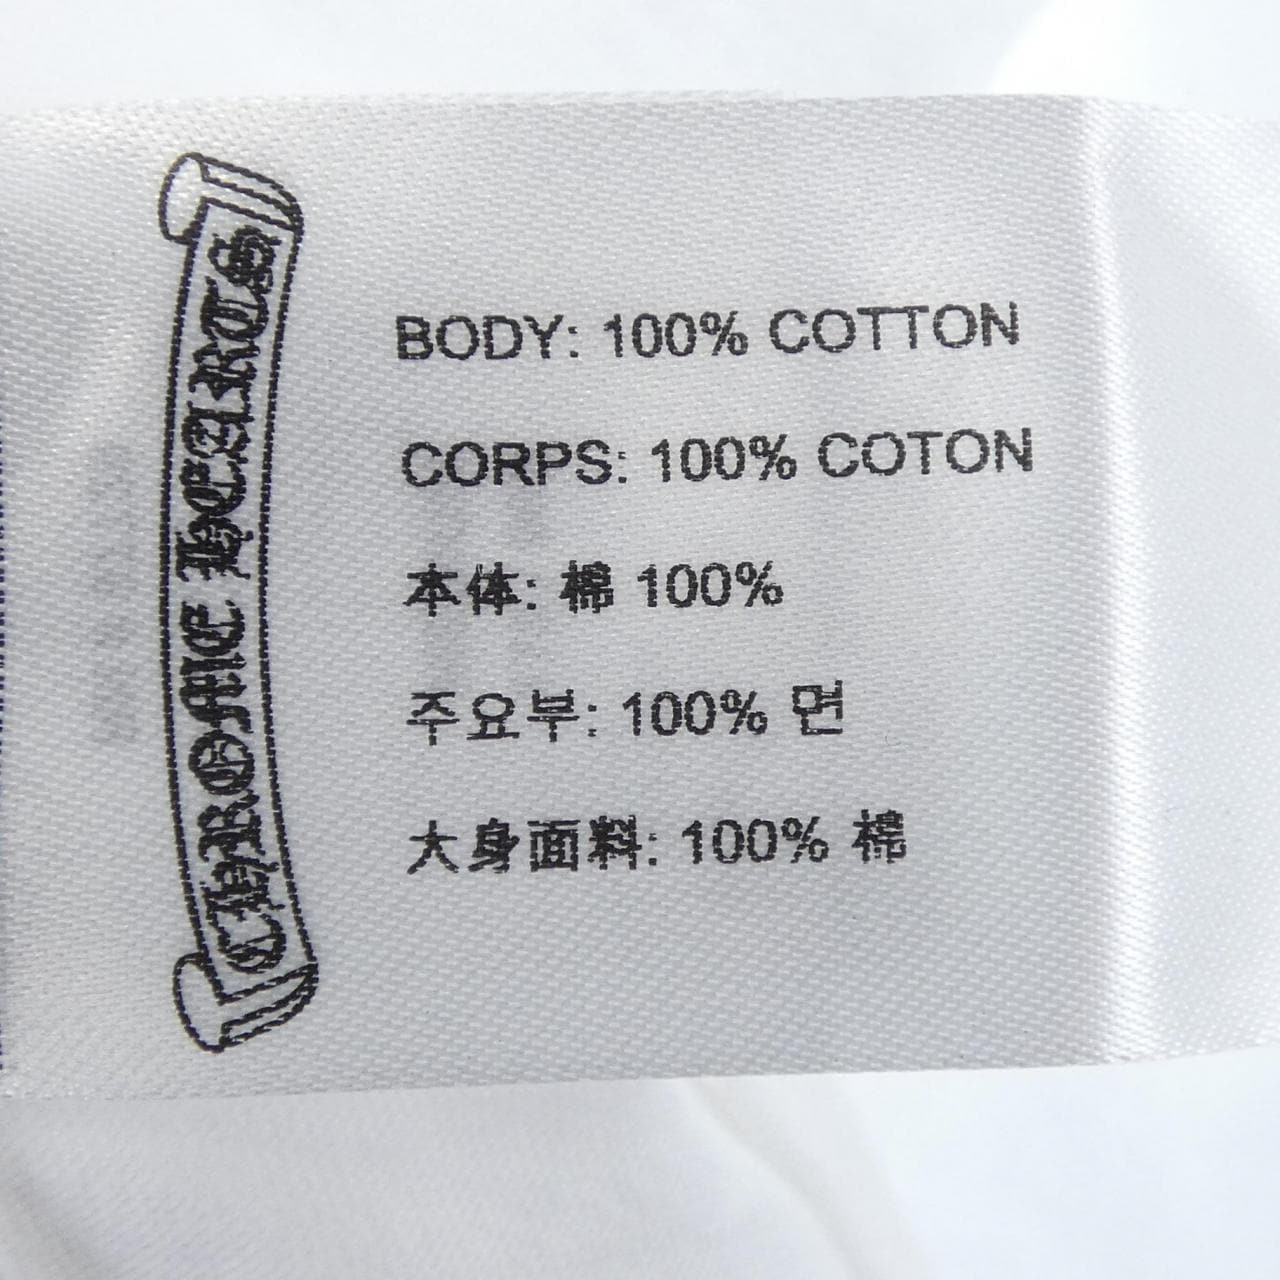 CHROME HEARTS
BODY: 100% COTTON
CORPS: 100% COTON
本体: 棉 100%
주요부: 100% 면
大身面料: 100% 棉